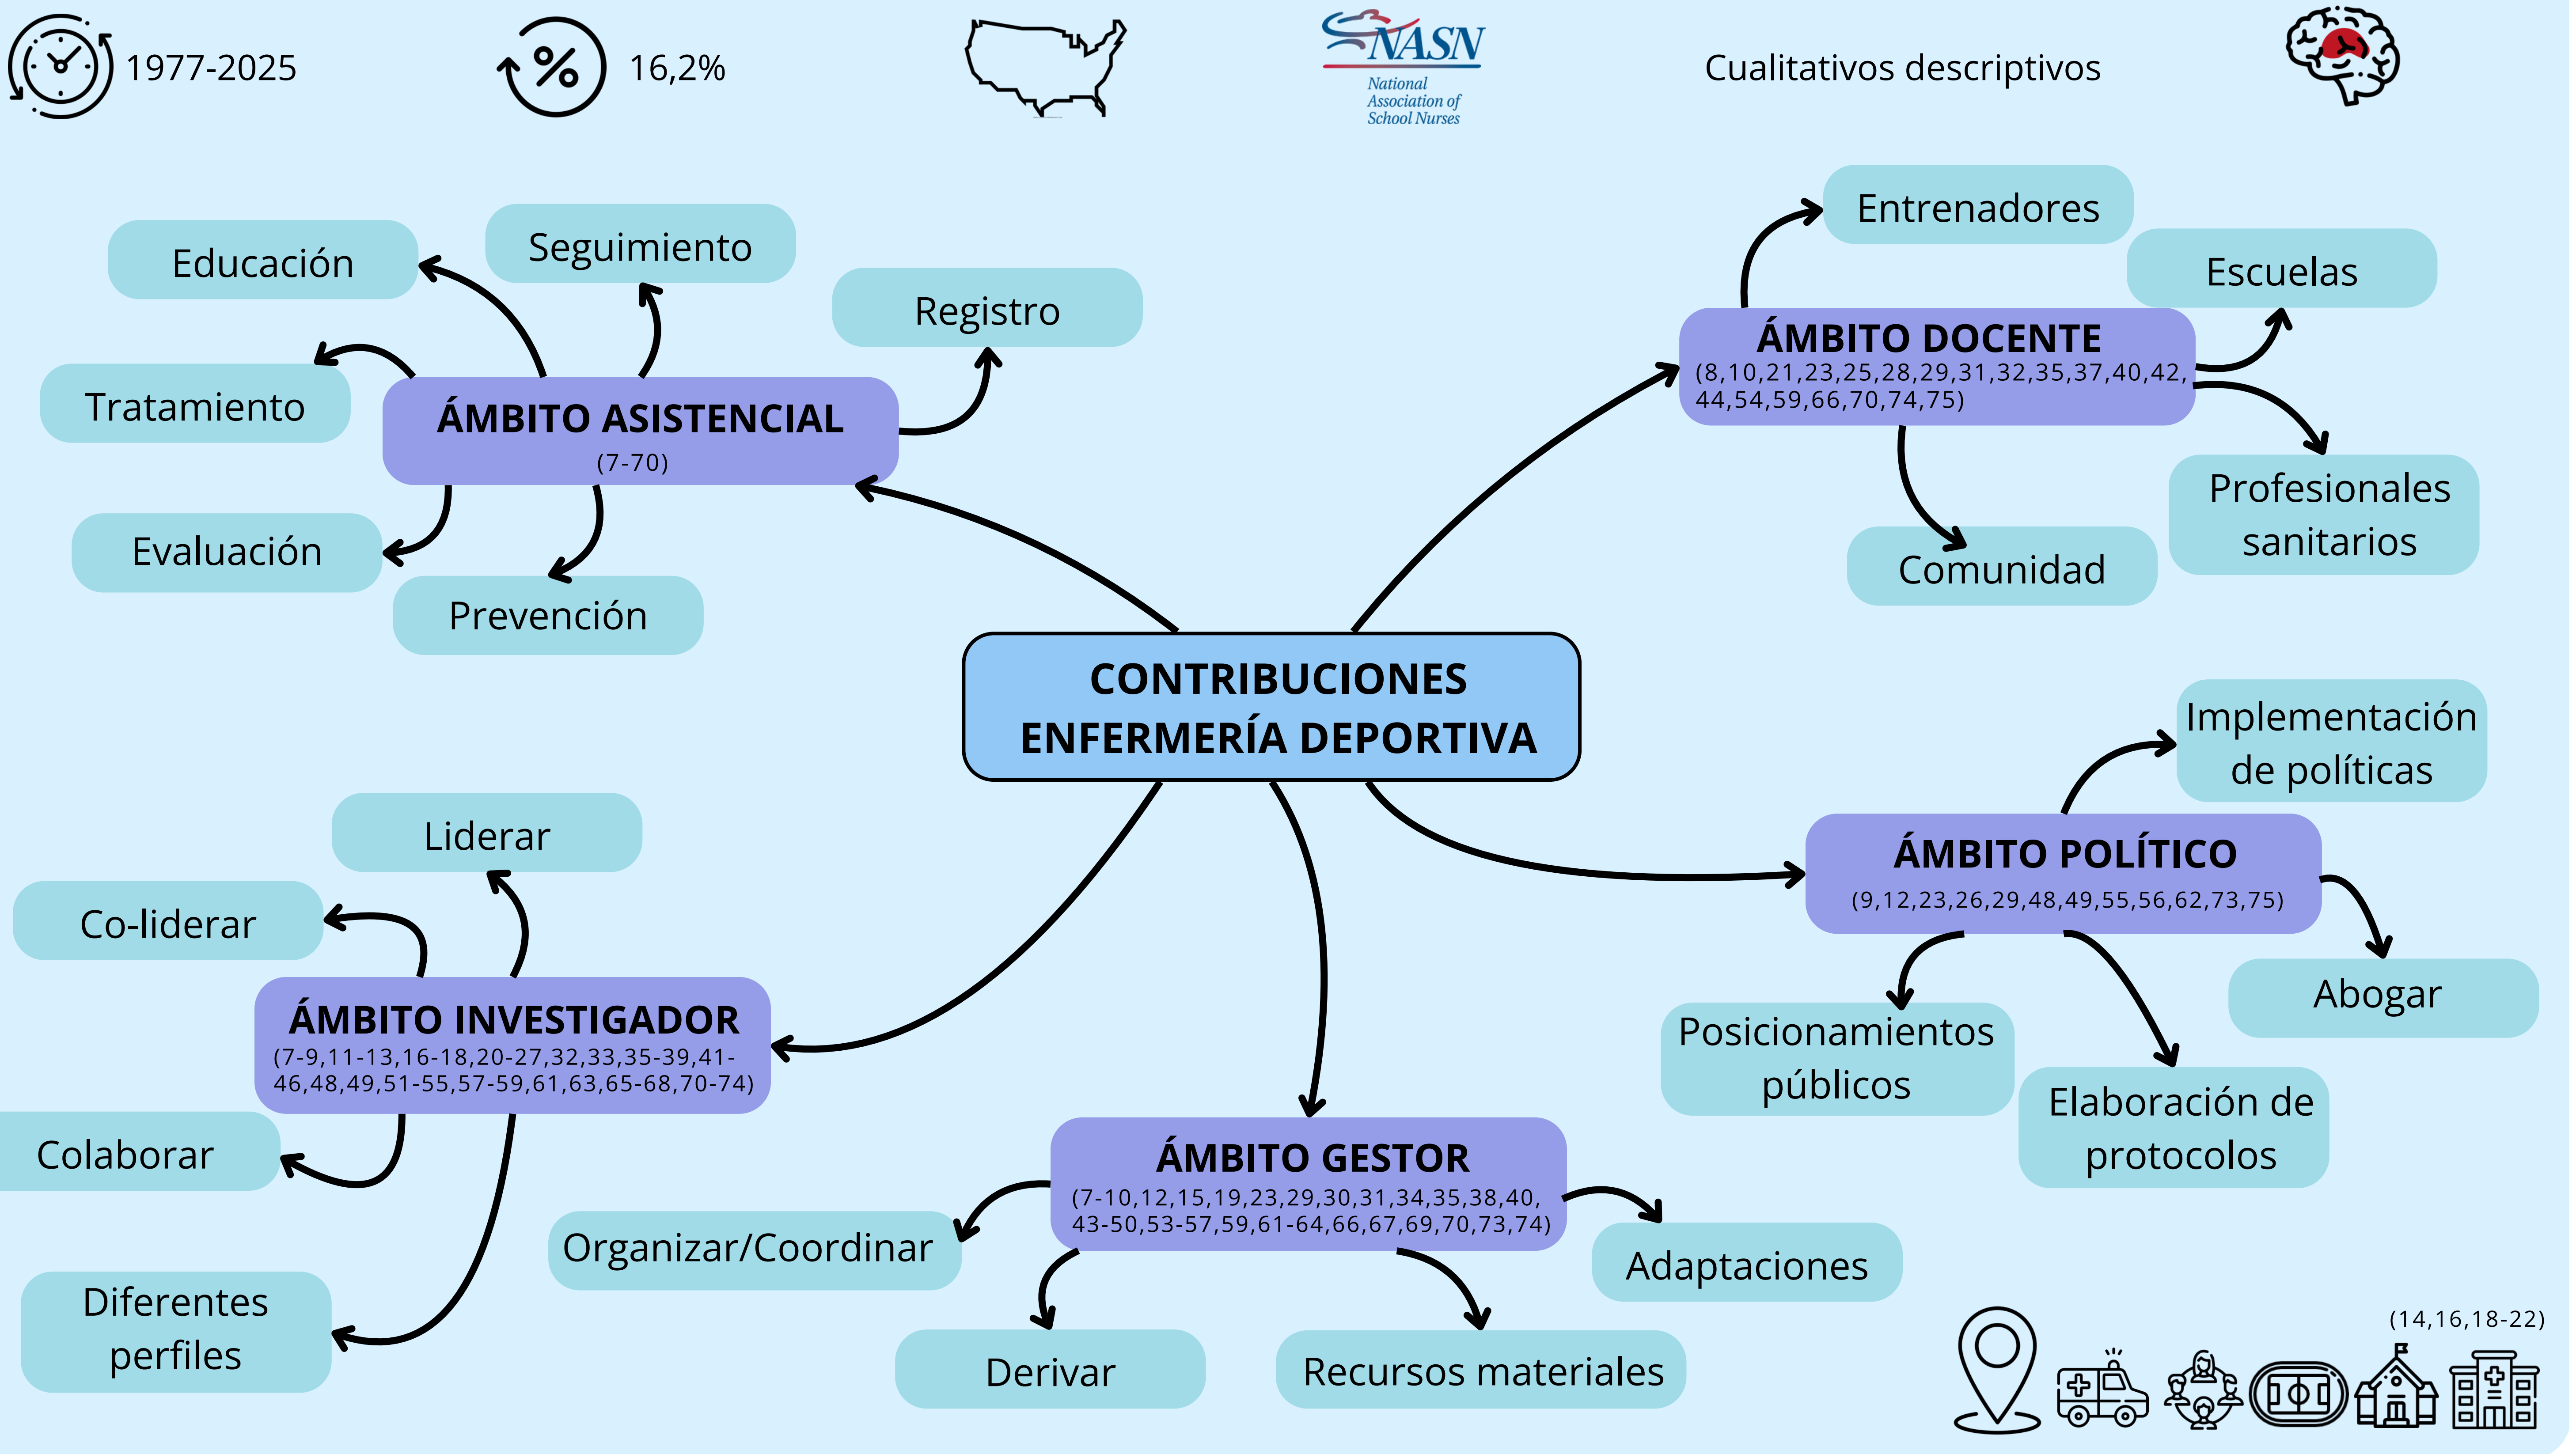 1977-2025
16,2%
NASN
National
Association of
School Nurses
Cualitativos descriptivos
Educación
Seguimiento
Registro
Tratamiento
ÁMBITO ASISTENCIAL
(7-70)
Evaluación
Prevención
Entrenadores
Escuelas
ÁMBITO DOCENTE
(8,10,21,23,25,28,29,31,32,35,37,40,42,
44,54,59,66,70,74,75)
Profesionales
sanitarios
Comunidad
CONTRIBUCIONES
ENFERMERÍA DEPORTIVA
Implementación
de políticas
ÁMBITO POLÍTICO
(9,12,23,26,29,48,49,55,56,62,73,75)
Abogar
Posicionamientos
públicos
Elaboración de
protocolos
Liderar
Co-liderar
ÁMBITO INVESTIGADOR
(7-9,11-13,16-18,20-27,32,33,35-39,41-
46,48,49,51-55,57-59,61,63,65-68,70-74)
Colaborar
Diferentes
perfiles
ÁMBITO GESTOR
(7-10,12,15,19,23,29,30,31,34,35,38,40,
43-50,53-57,59,61-64,66,67,69,70,73,74)
Organizar/Coordinar
Adaptaciones
Derivar
Recursos materiales
(14,16,18-22)